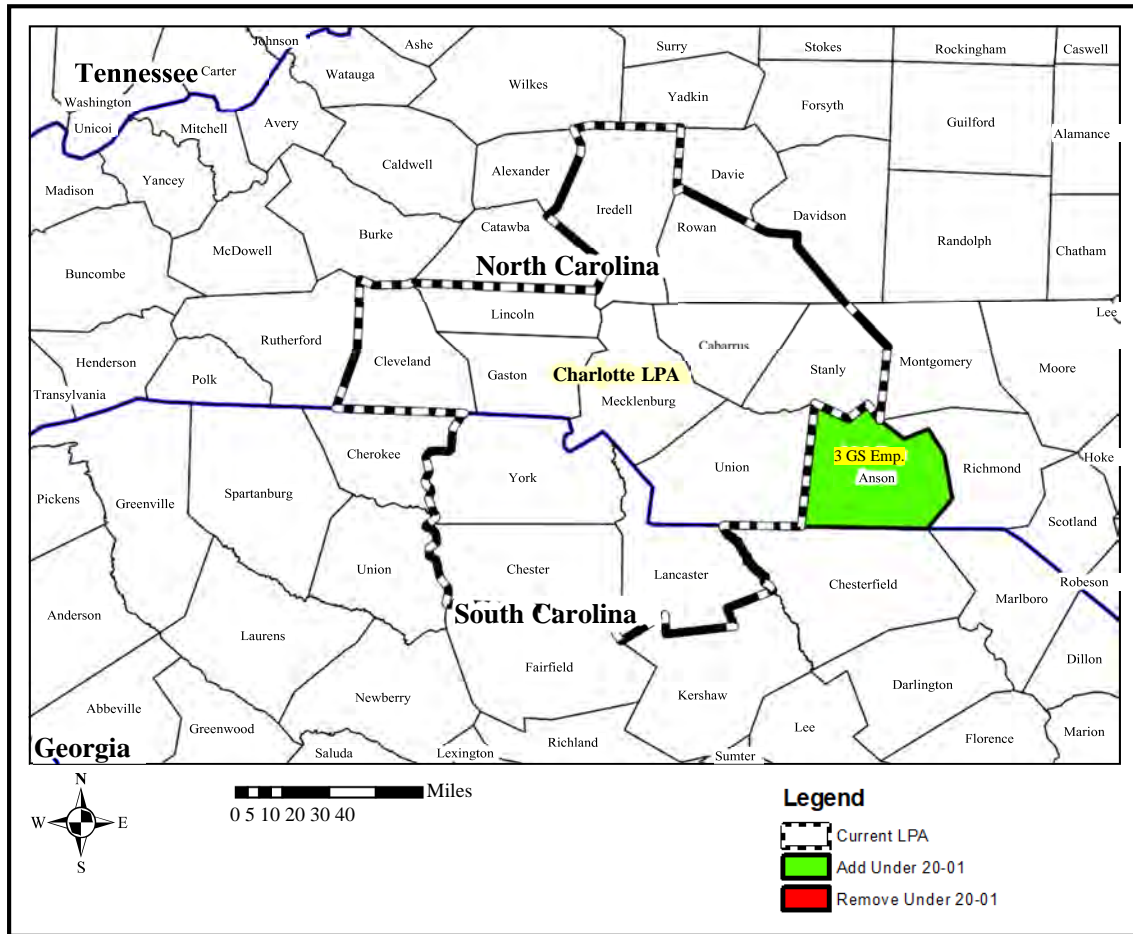 Johnson
Ashe
Surry
Stokes
Rockingham
Caswell
Tennessee
Carter
Watauga
Wilkes
Yadkin
Forsyth
Washington
Unicoi
Mitchell
Avery
Guilford
Alamance
Madison
Yancey
Caldwell
Alexander
Davie
Iredell
Davidson
Burke
Catawba
Rowan
Randolph
Chatham
McDowell
Buncombe
North Carolina
Lincoln
Lee
Rutherford
Henderson
Cleveland
Gaston
Charlotte LPA
Cabarrus
Stanly
Montgomery
Moore
Polk
Transylvania
Mecklenburg
Cherokee
York
Union
3 GS Emp.
Anson
Richmond
Hoke
Pickens
Greenville
Spartanburg
Scotland
Union
Chester
Lancaster
Chesterfield
Robeson
Marlboro
Anderson
Laurens
South Carolina
Fairfield
Dillon
Newberry
Kershaw
Darlington
Abbeville
Greenwood
Richland
Lee
Florence
Marion
Georgia
Saluda
Lexington
Sumter
N
W
E
S
Miles
0 5 10 20 30 40
Legend
Current LPA
Add Under 20-01
Remove Under 20-01